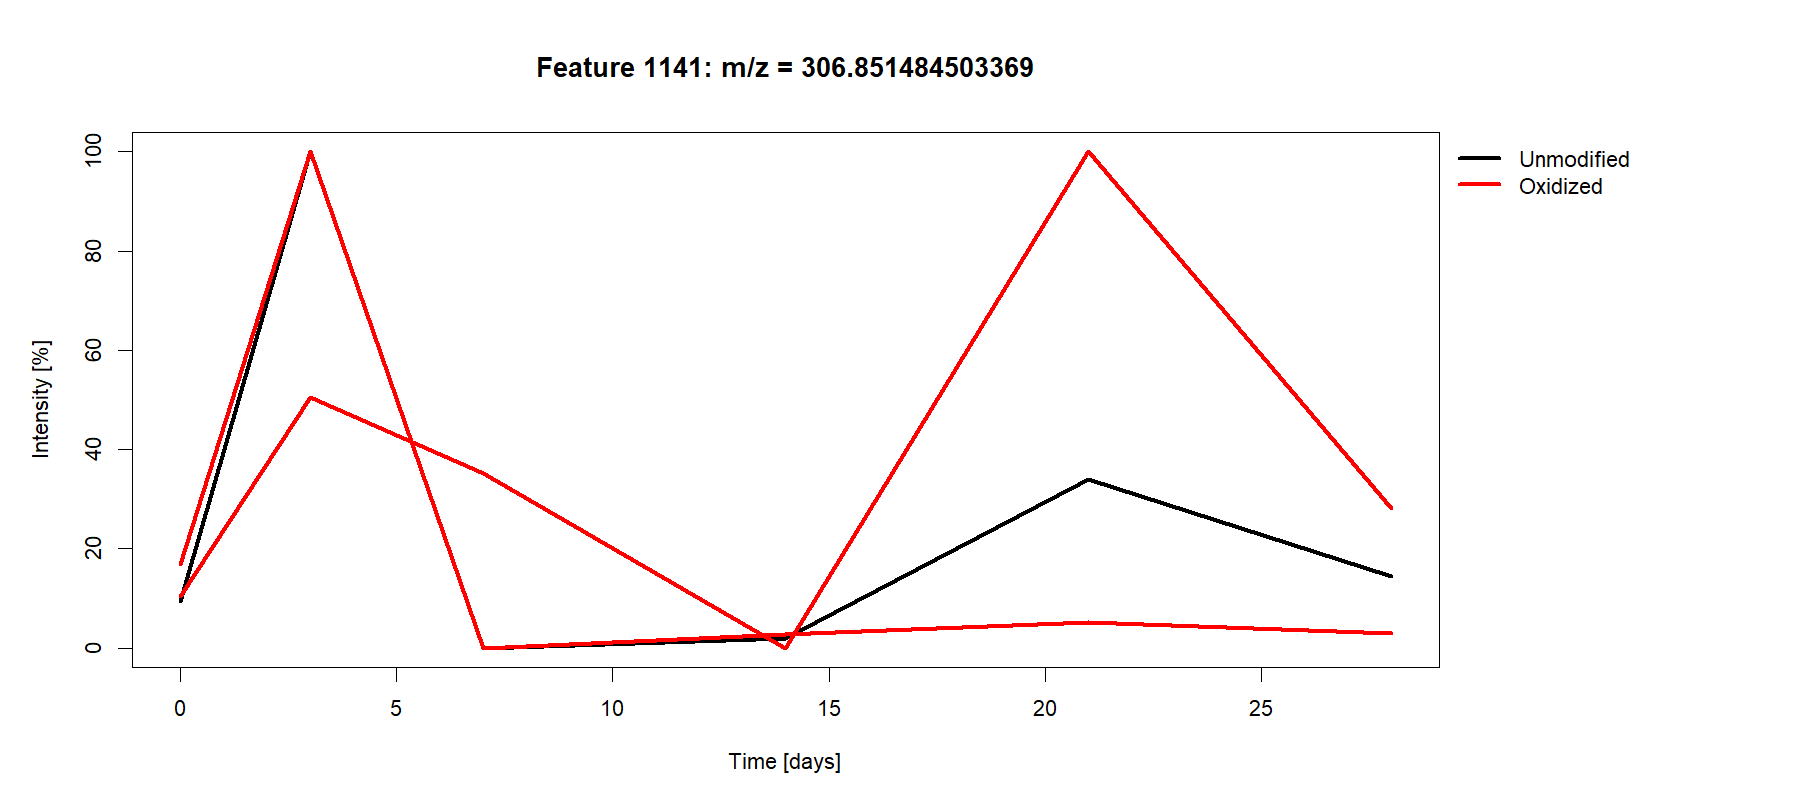 Feature 1141: m/z = 306.851484503369
Unmodified
Oxidized
100
80
60
40
20
0
Intensity [%]
0 5 10 15 20 25
Time [days]